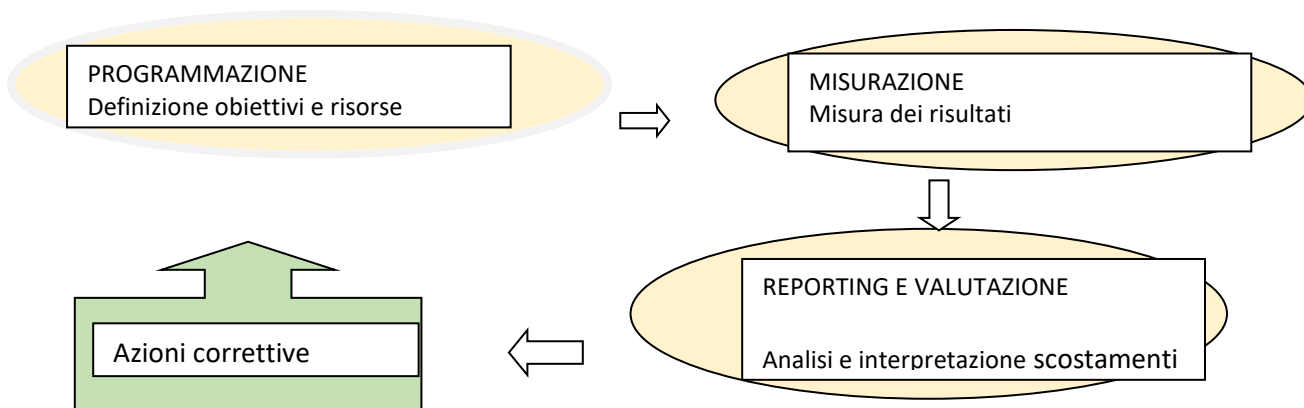 PROGRAMMAZIONE
Definizione obiettivi e risorse
MISURAZIONE
Misura dei risultati
REPORTING E VALUTAZIONE
Analisi e interpretazione scostamenti
Azioni correttive